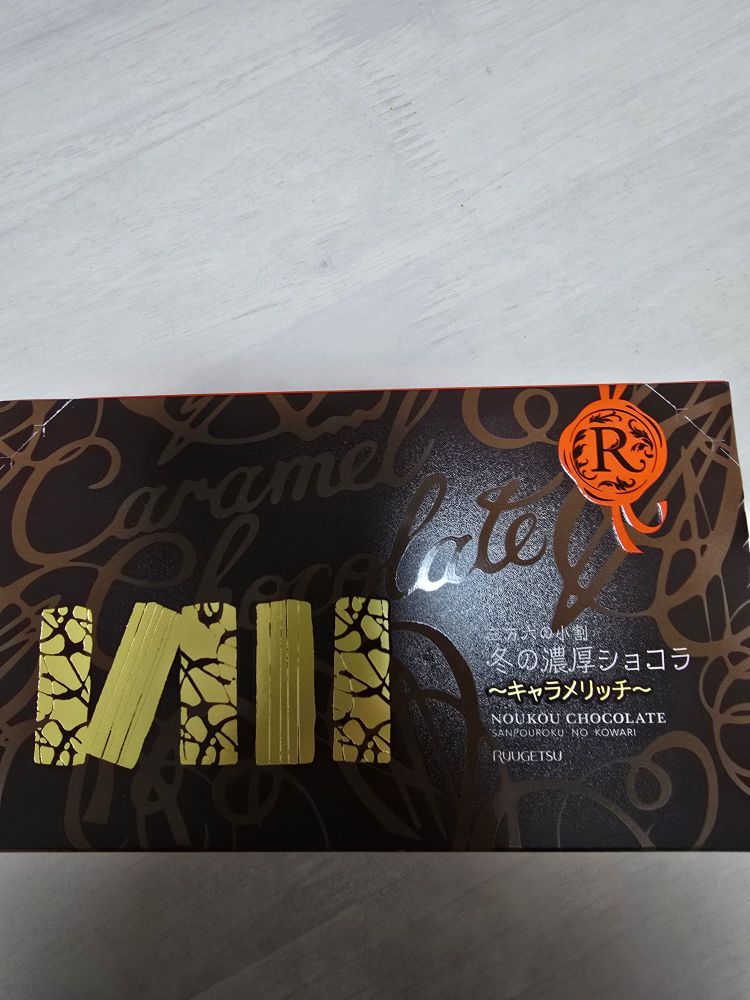 Caramel
Chocolate
R
三方六の小割
冬の濃厚ショコラ
~キャラメリッチ~
NOUKOU CHOCOLATE
SANPOUROKU NO KOWARI
RYUGETSU